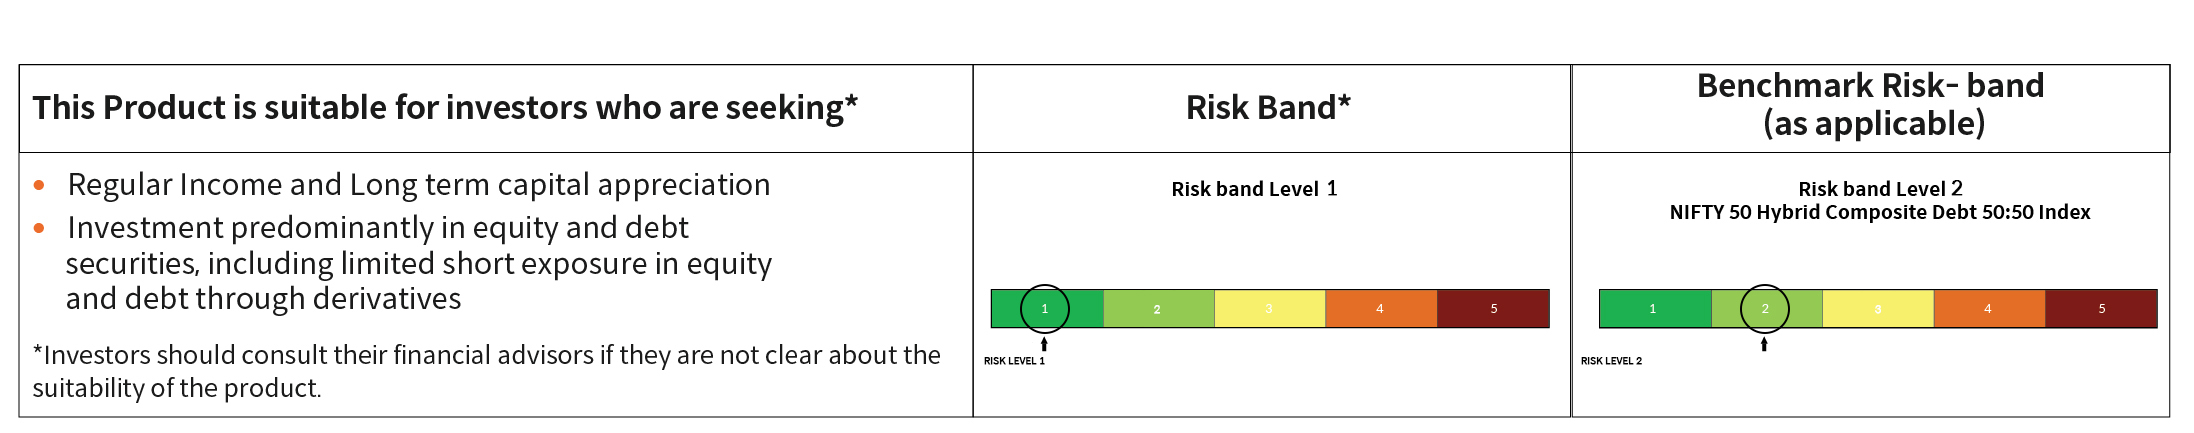 This Product is suitable for investors who are seeking*
Risk Band*
Benchmark Risk- band
(as applicable)
• Regular Income and Long term capital appreciation
• Investment predominantly in equity and debt
securities, including limited short exposure in equity
and debt through derivatives
*Investors should consult their financial advisors if they are not clear about the
suitability of the product.
Risk band Level 1
1 2 3 4 5
RISK LEVEL 1
Risk band Level 2
NIFTY 50 Hybrid Composite Debt 50:50 Index
1 2 3 4 5
RISK LEVEL 2